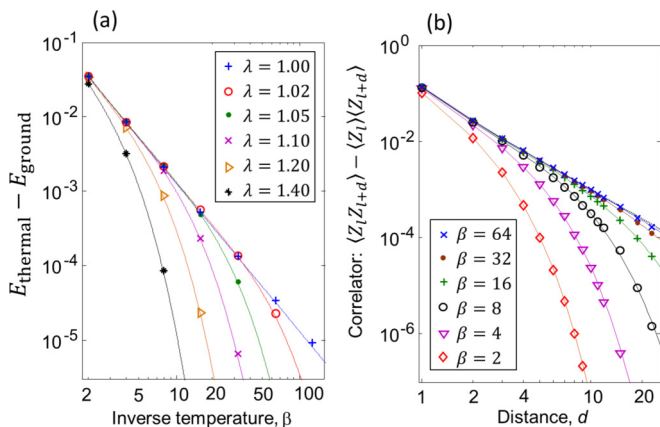 (a)
E_thermal − E_ground
10^-1
10^-2
10^-3
10^-4
10^-5
λ = 1.00
λ = 1.02
λ = 1.05
λ = 1.10
λ = 1.20
λ = 1.40
2 5 10 20 50 100
Inverse temperature, β
(b)
Correlator: ⟨Z_l Z_{l+d}⟩ − ⟨Z_l⟩⟨Z_{l+d}⟩
10^0
10^-2
10^-4
10^-6
β = 64
β = 32
β = 16
β = 8
β = 4
β = 2
1 2 5 10 20
Distance, d